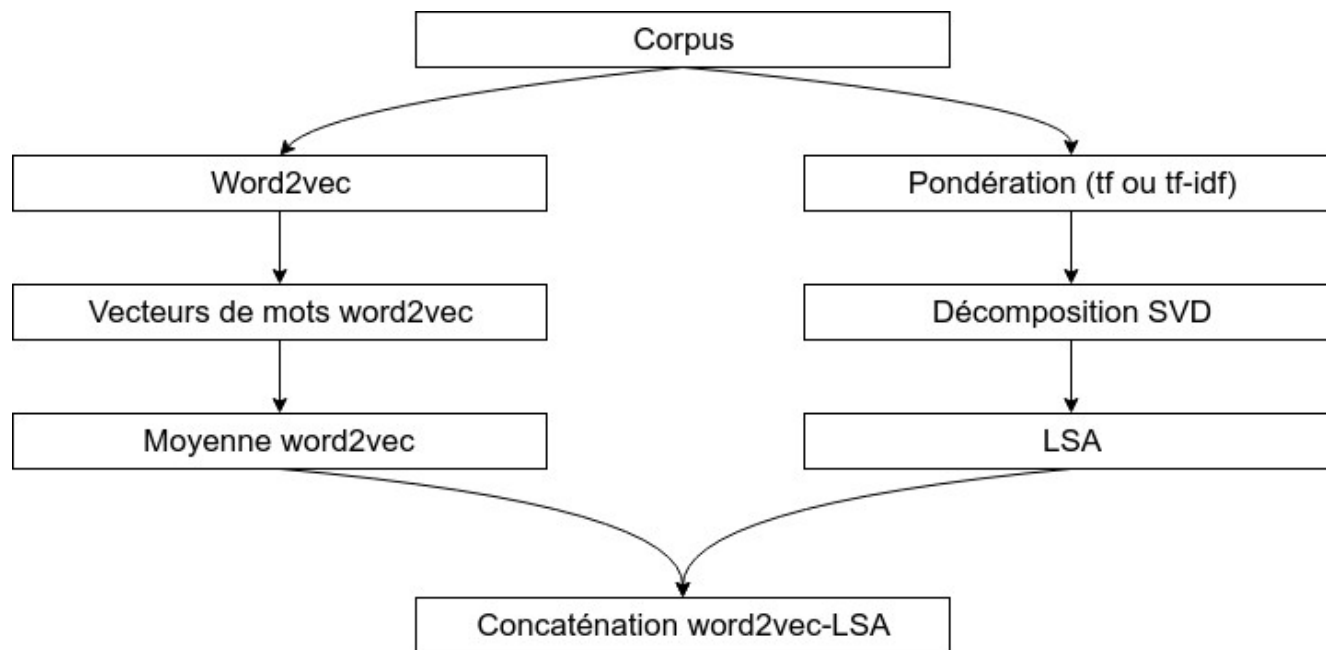 Corpus
Word2vec
Pondération (tf ou tf-idf)
Vecteurs de mots word2vec
Décomposition SVD
Moyenne word2vec
LSA
Concaténation word2vec-LSA